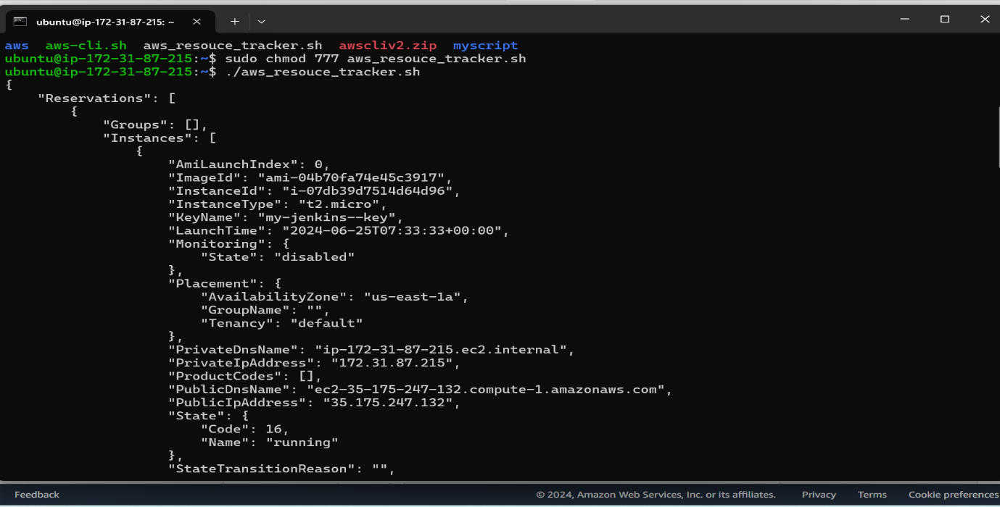 ubuntu@ip-172-31-87-215: ~
aws  aws-cli.sh  aws_resouce_tracker.sh  awscliv2.zip  myscript
ubuntu@ip-172-31-87-215:~$ sudo chmod 777 aws_resouce_tracker.sh
ubuntu@ip-172-31-87-215:~$ ./aws_resouce_tracker.sh
{
    "Reservations": [
        {
            "Groups": [],
            "Instances": [
                {
                    "AmiLaunchIndex": 0,
                    "ImageId": "ami-04b70fa74e45c3917",
                    "InstanceId": "i-07db39d7514d64d96",
                    "InstanceType": "t2.micro",
                    "KeyName": "my-jenkins--key",
                    "LaunchTime": "2024-06-25T07:33:33+00:00",
                    "Monitoring": {
                        "State": "disabled"
                    },
                    "Placement": {
                        "AvailabilityZone": "us-east-1a",
                        "GroupName": "",
                        "Tenancy": "default"
                    },
                    "PrivateDnsName": "ip-172-31-87-215.ec2.internal",
                    "PrivateIpAddress": "172.31.87.215",
                    "ProductCodes": [],
                    "PublicDnsName": "ec2-35-175-247-132.compute-1.amazonaws.com",
                    "PublicIpAddress": "35.175.247.132",
                    "State": {
                        "Code": 16,
                        "Name": "running"
                    },
                    "StateTransitionReason": "",
Feedback © 2024, Amazon Web Services, Inc. or its affiliates. Privacy Terms Cookie preferences